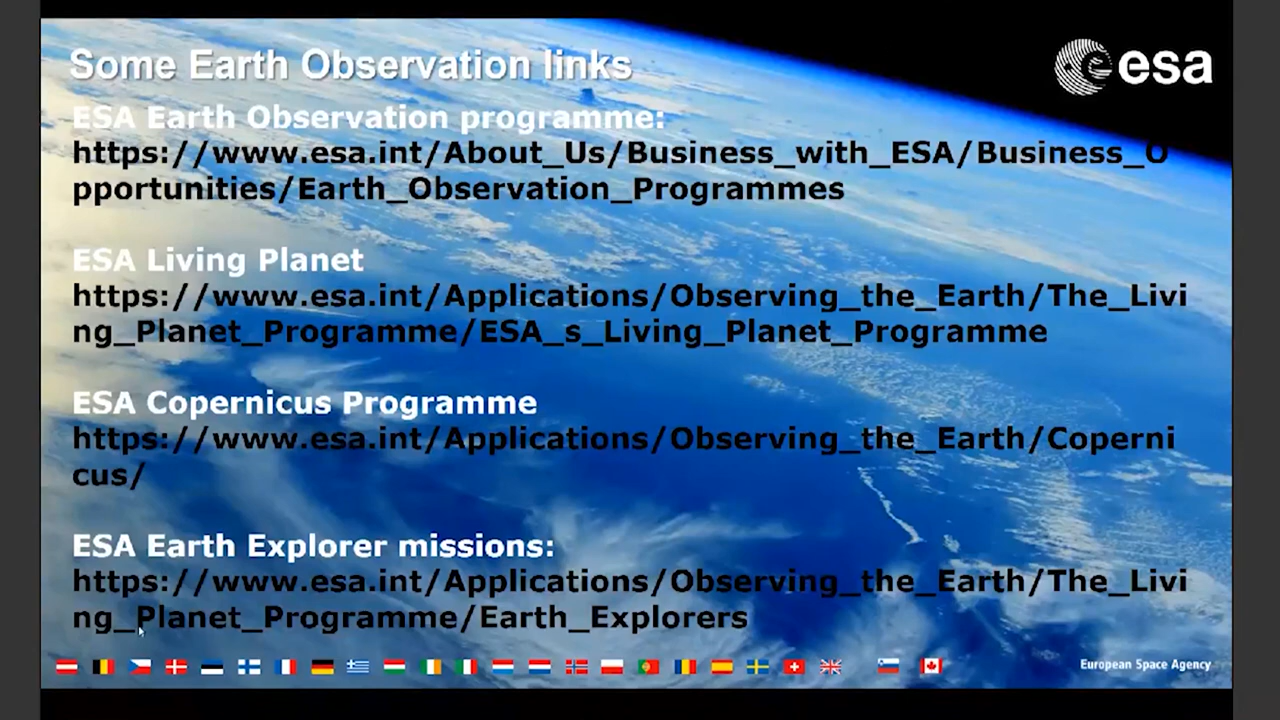 Some Earth Observation links
esa
ESA Earth Observation programme:
https://www.esa.int/About_Us/Business_with_ESA/Business_O
pportunities/Earth_Observation_Programmes
ESA Living Planet
https://www.esa.int/Applications/Observing_the_Earth/The_Livi
ng_Planet_Programme/ESA_s_Living_Planet_Programme
ESA Copernicus Programme
https://www.esa.int/Applications/Observing_the_Earth/Coperni
cus/
ESA Earth Explorer missions:
https://www.esa.int/Applications/Observing_the_Earth/The_Livi
ng_Planet_Programme/Earth_Explorers
European Space Agency